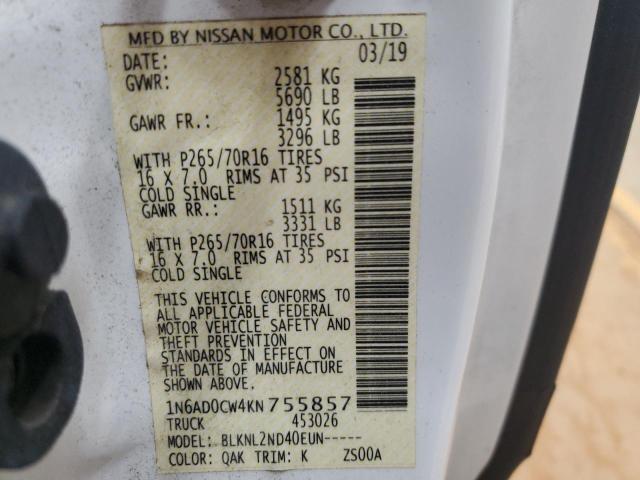 MFD BY NISSAN MOTOR CO., LTD.
DATE: 03/19
GVWR: 2581 KG
5690 LB
GAWR FR.: 1495 KG
3296 LB
WITH P265/70R16 TIRES
16 X 7.0 RIMS AT 35 PSI
COLD SINGLE
GAWR RR.: 1511 KG
3331 LB
WITH P265/70R16 TIRES
16 X 7.0 RIMS AT 35 PSI
COLD SINGLE
THIS VEHICLE CONFORMS TO
ALL APPLICABLE FEDERAL
MOTOR VEHICLE SAFETY AND
THEFT PREVENTION
STANDARDS IN EFFECT ON
THE DATE OF MANUFACTURE
SHOWN ABOVE.
1N6AD0CW4KN755857
TRUCK 453026
MODEL: BLKNL2ND40EUN-----
COLOR: QAK TRIM: K ZS00A